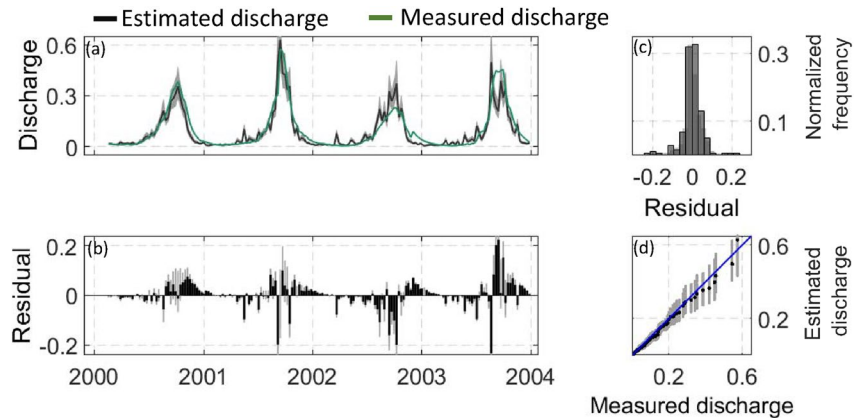 Estimated discharge Measured discharge
(a)
Discharge
0.6
0.3
0
(c)
0.3
0.1
Normalized
frequency
-0.2 0 0.2
Residual
(b)
Residual
0.2
0
-0.2
2000 2001 2002 2003 2004
(d)
0.6
0.2
Estimated
discharge
0.2 0.6
Measured discharge